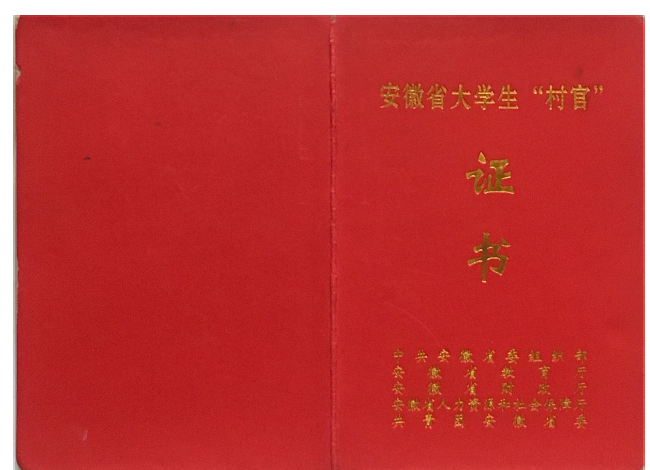 安徽省大学生“村官”
证
书
中共安徽省委组织部
安徽省教育厅
安徽省财政厅
安徽省人力资源和社会保障厅
共青团安徽省委